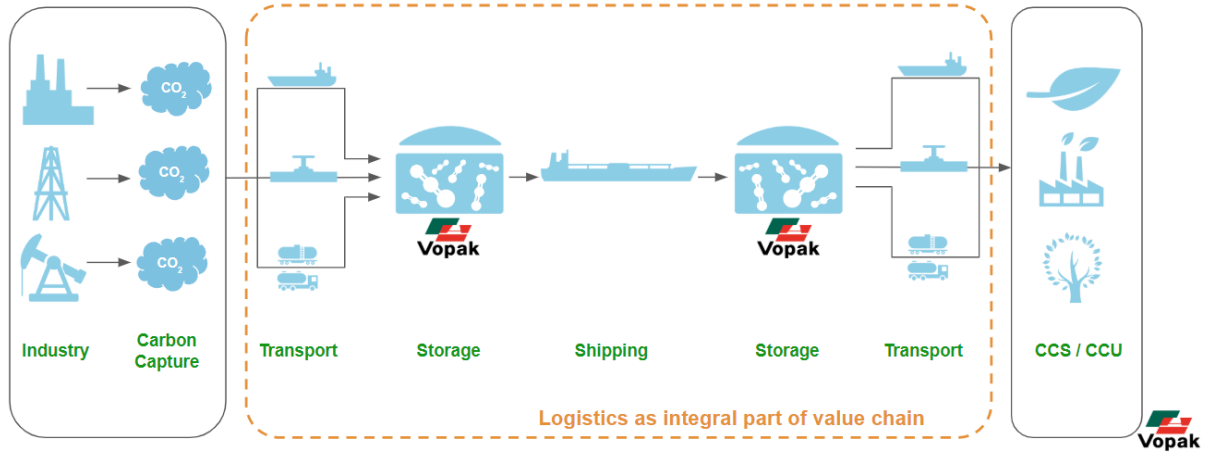 CO2
CO2
CO2
Vopak
Vopak
Industry
Carbon
Capture
Transport
Storage
Shipping
Storage
Transport
CCS / CCU
Logistics as integral part of value chain
Vopak